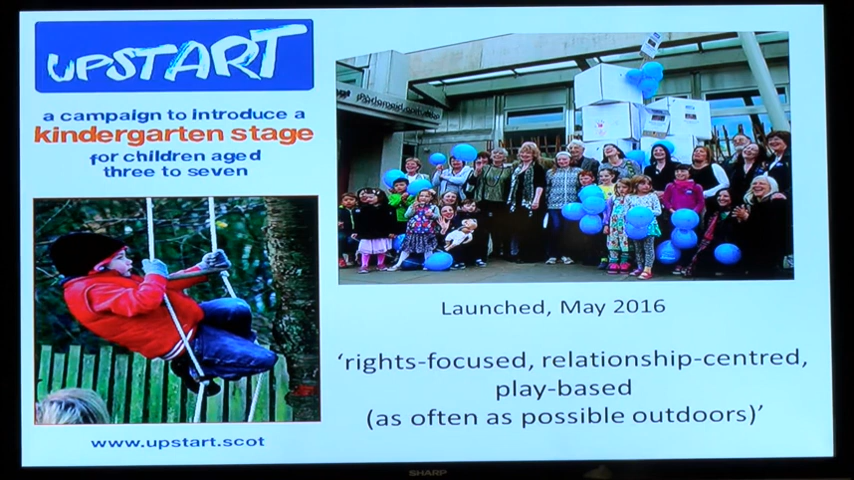 UPSTART
a campaign to introduce a
kindergarten stage
for children aged
three to seven
www.upstart.scot
Launched, May 2016
‘rights-focused, relationship-centred,
play-based
(as often as possible outdoors)’
SHARP